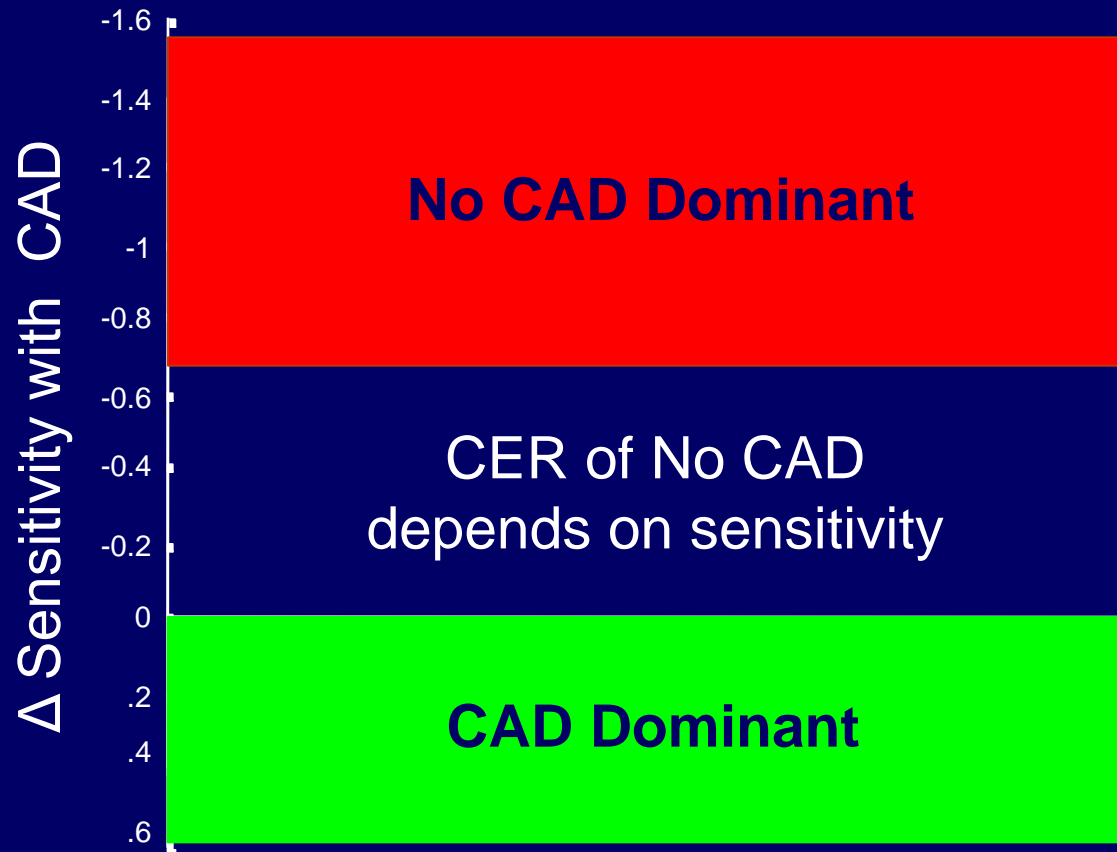 Δ Sensitivity with CAD
-1.6
-1.4
-1.2
-1
-0.8
-0.6
-0.4
-0.2
0
.2
.4
.6
No CAD Dominant
CER of No CAD
depends on sensitivity
CAD Dominant